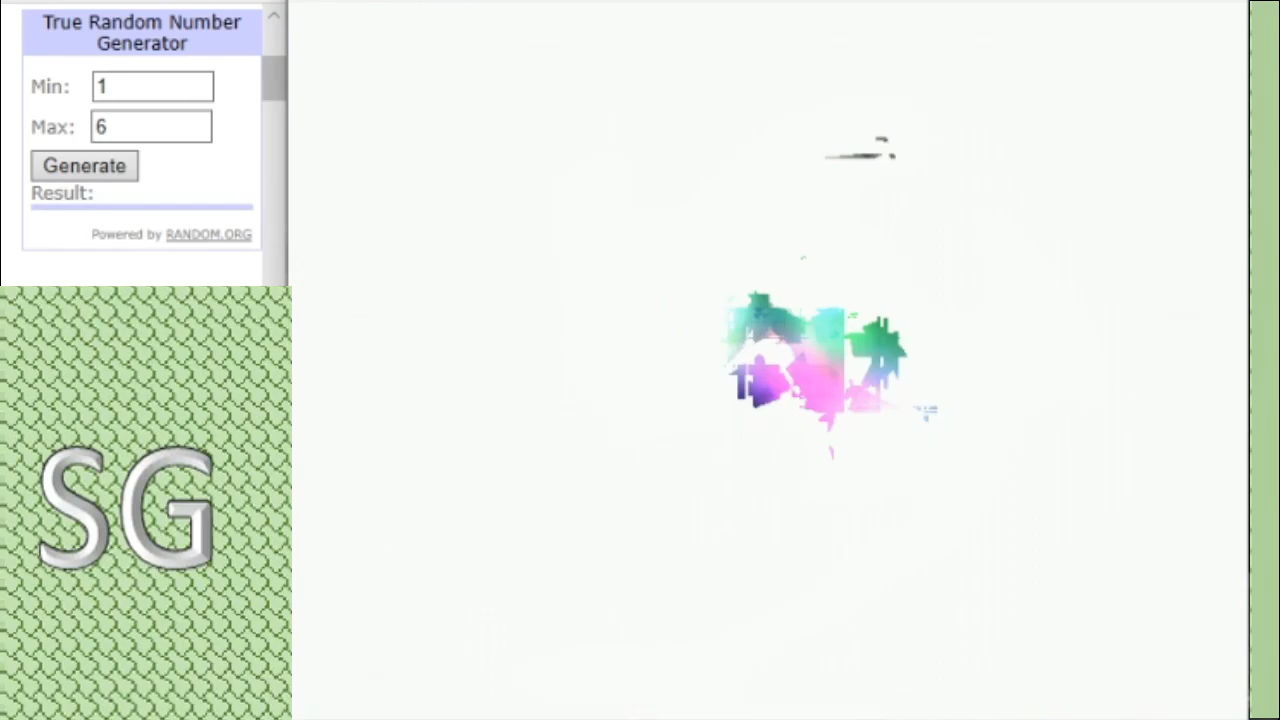 True Random Number
Generator
Min: 1
Max: 6
Generate
Result:
Powered by RANDOM.ORG
SG